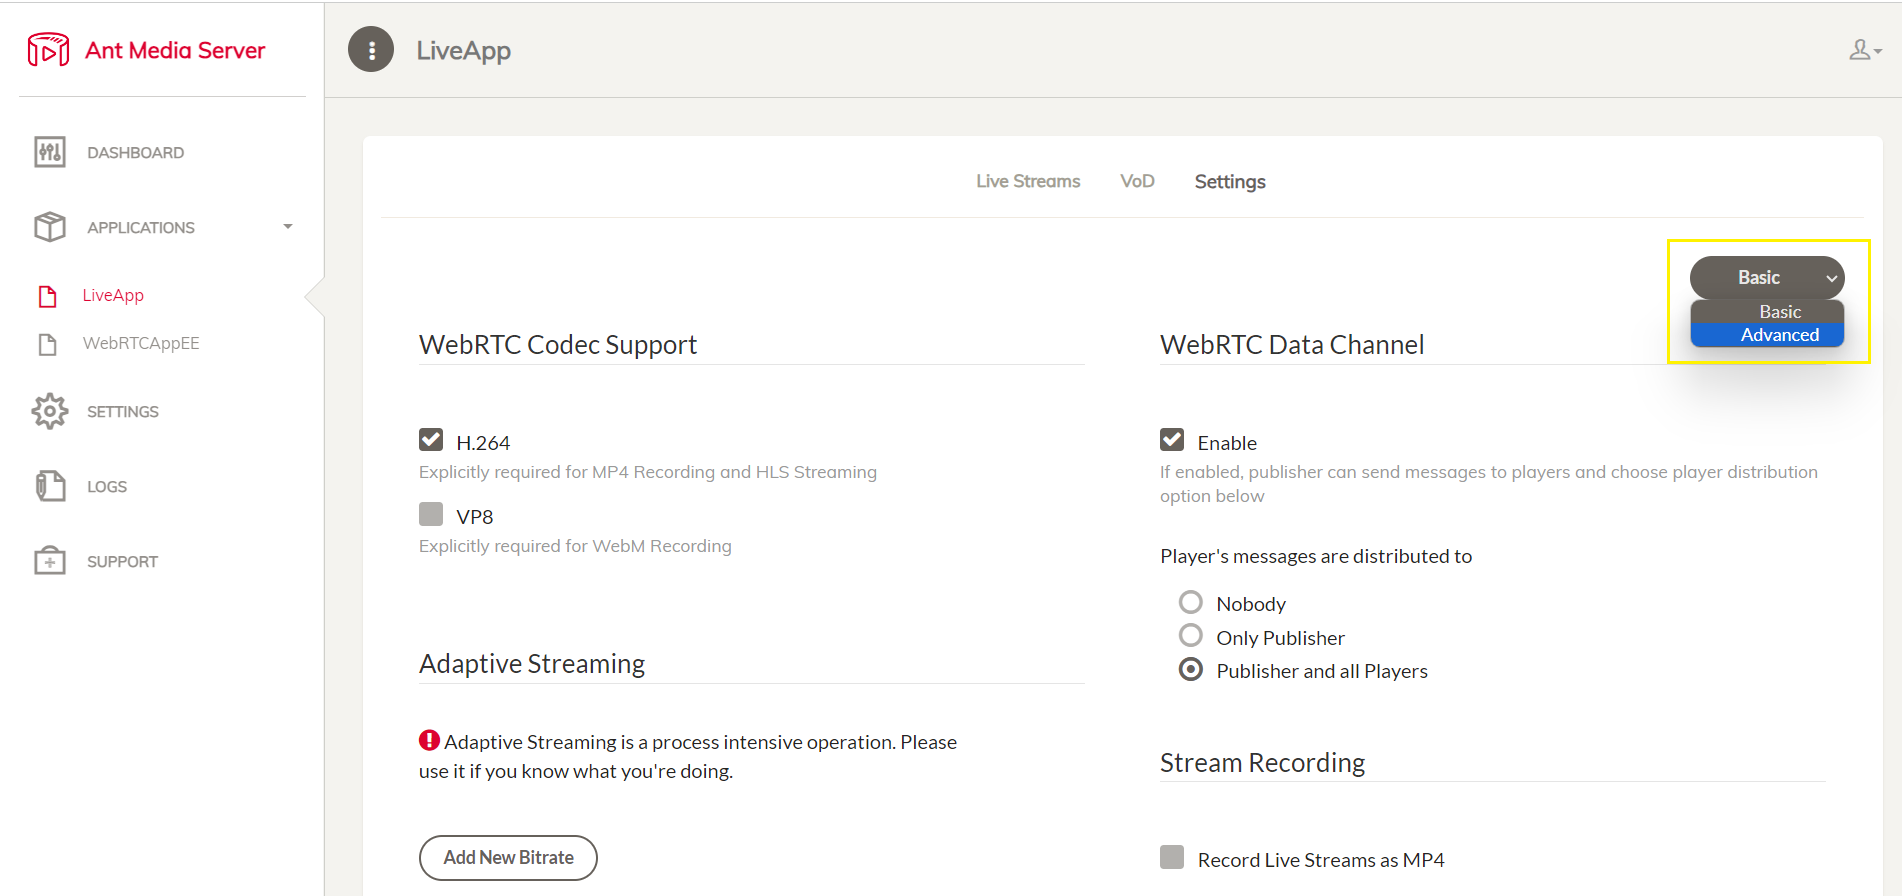 Ant Media Server
LiveApp
DASHBOARD
APPLICATIONS
LiveApp
WebRTCAppEE
SETTINGS
LOGS
SUPPORT
Live Streams VoD Settings
Basic
Basic
Advanced
WebRTC Codec Support
H.264
Explicitly required for MP4 Recording and HLS Streaming
VP8
Explicitly required for WebM Recording
Adaptive Streaming
Adaptive Streaming is a process intensive operation. Please
use it if you know what you're doing.
Add New Bitrate
WebRTC Data Channel
Enable
If enabled, publisher can send messages to players and choose player distribution
option below
Player's messages are distributed to
Nobody
Only Publisher
Publisher and all Players
Stream Recording
Record Live Streams as MP4